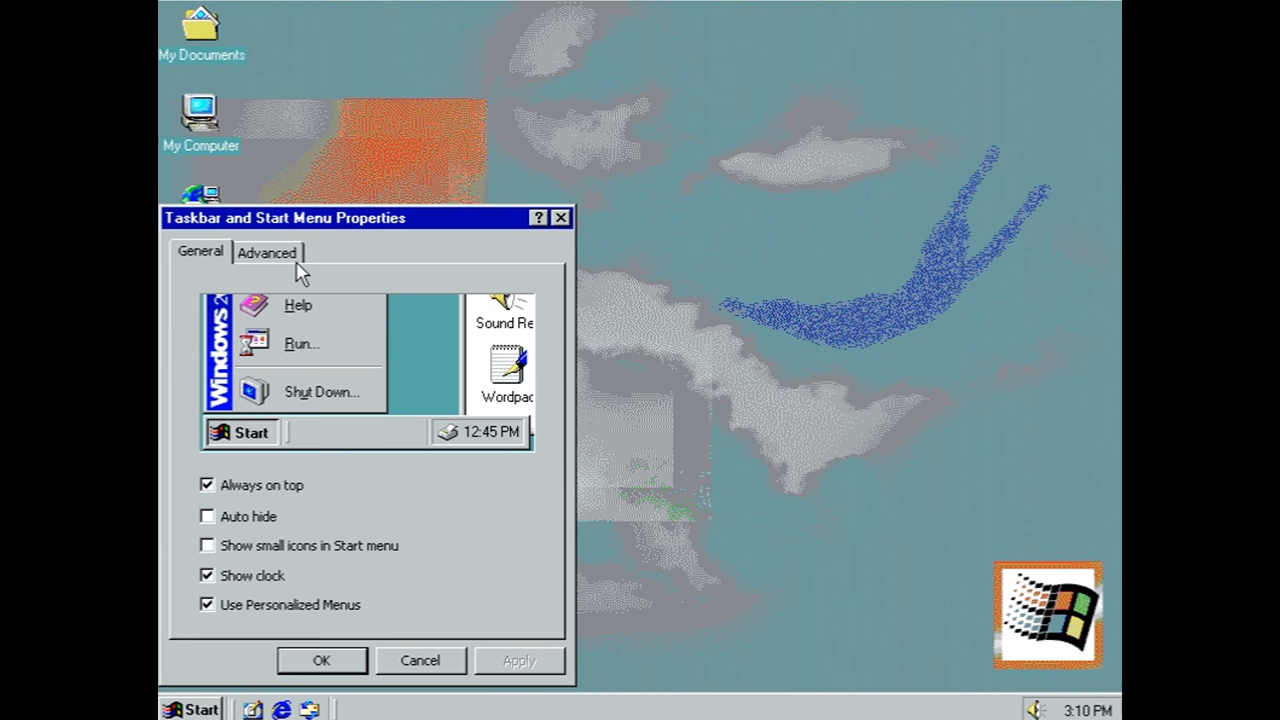 My Documents
My Computer
Taskbar and Start Menu Properties
General Advanced
Windows 2
Help
Run...
Shut Down...
Sound Re
Wordpac
Start 12:45 PM
Always on top
Auto hide
Show small icons in Start menu
Show clock
Use Personalized Menus
OK Cancel Apply
Start 3:10 PM